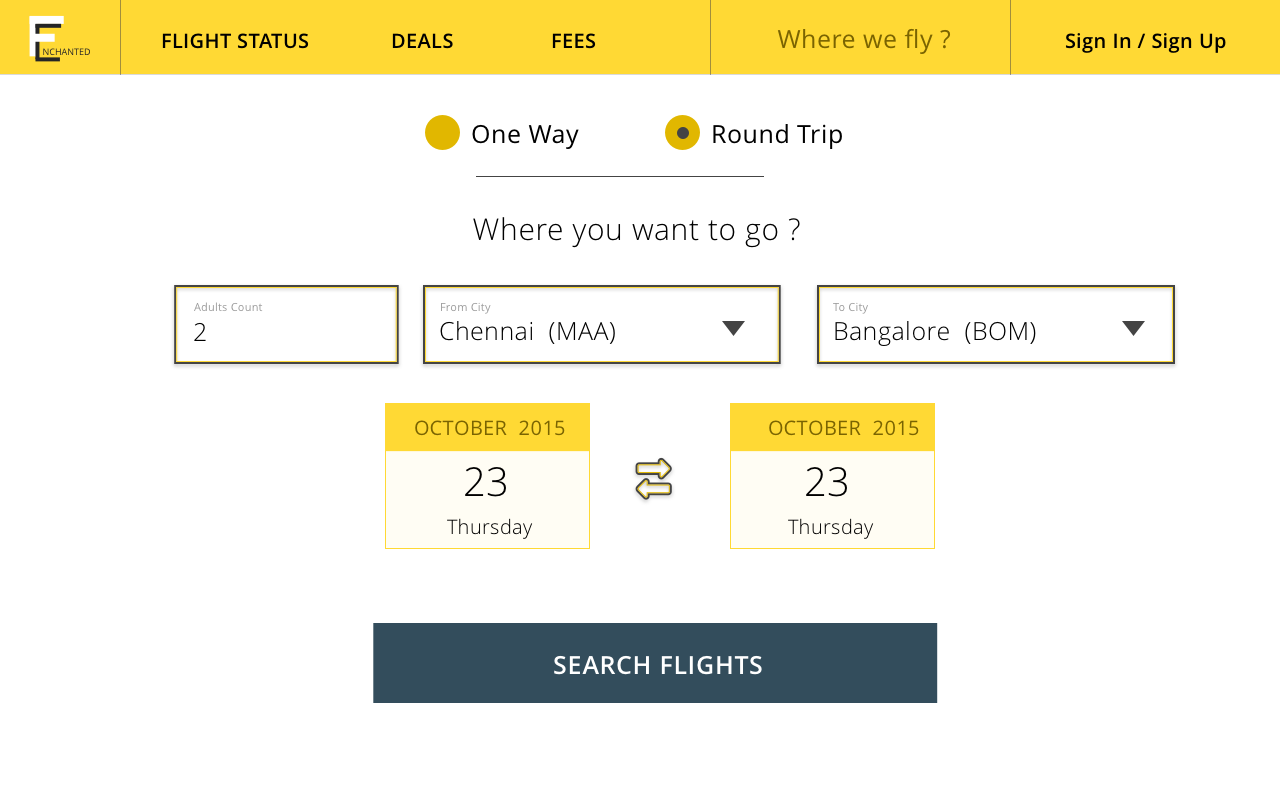 ENCHANTED
FLIGHT STATUS
DEALS
FEES
Where we fly ?
Sign In / Sign Up
One Way
Round Trip
Where you want to go ?
Adults Count
2
From City
Chennai (MAA)
To City
Bangalore (BOM)
OCTOBER 2015
23
Thursday
OCTOBER 2015
23
Thursday
SEARCH FLIGHTS